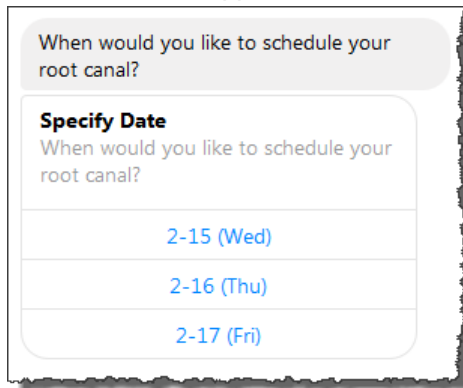 When would you like to schedule your
root canal?
Specify Date
When would you like to schedule your
root canal?
2-15 (Wed)
2-16 (Thu)
2-17 (Fri)